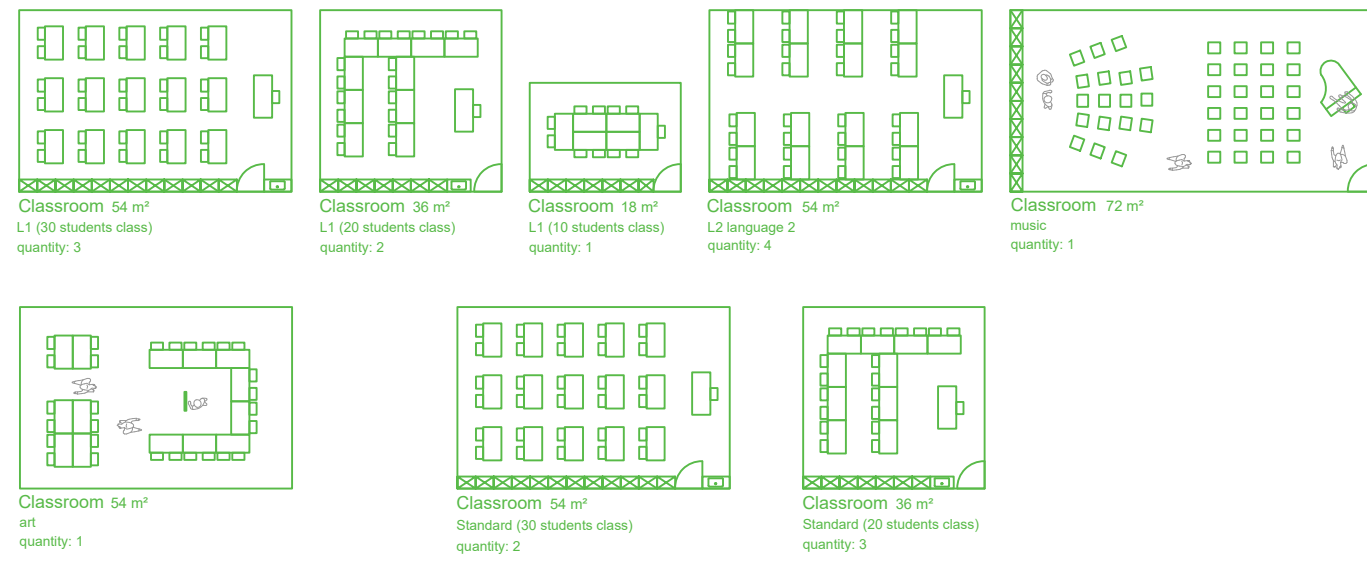 Classroom 54 m²
L1 (30 students class)
quantity: 3
Classroom 36 m²
L1 (20 students class)
quantity: 2
Classroom 18 m²
L1 (10 students class)
quantity: 1
Classroom 54 m²
L2 language 2
quantity: 4
Classroom 72 m²
music
quantity: 1
Classroom 54 m²
art
quantity: 1
Classroom 54 m²
Standard (30 students class)
quantity: 2
Classroom 36 m²
Standard (20 students class)
quantity: 3